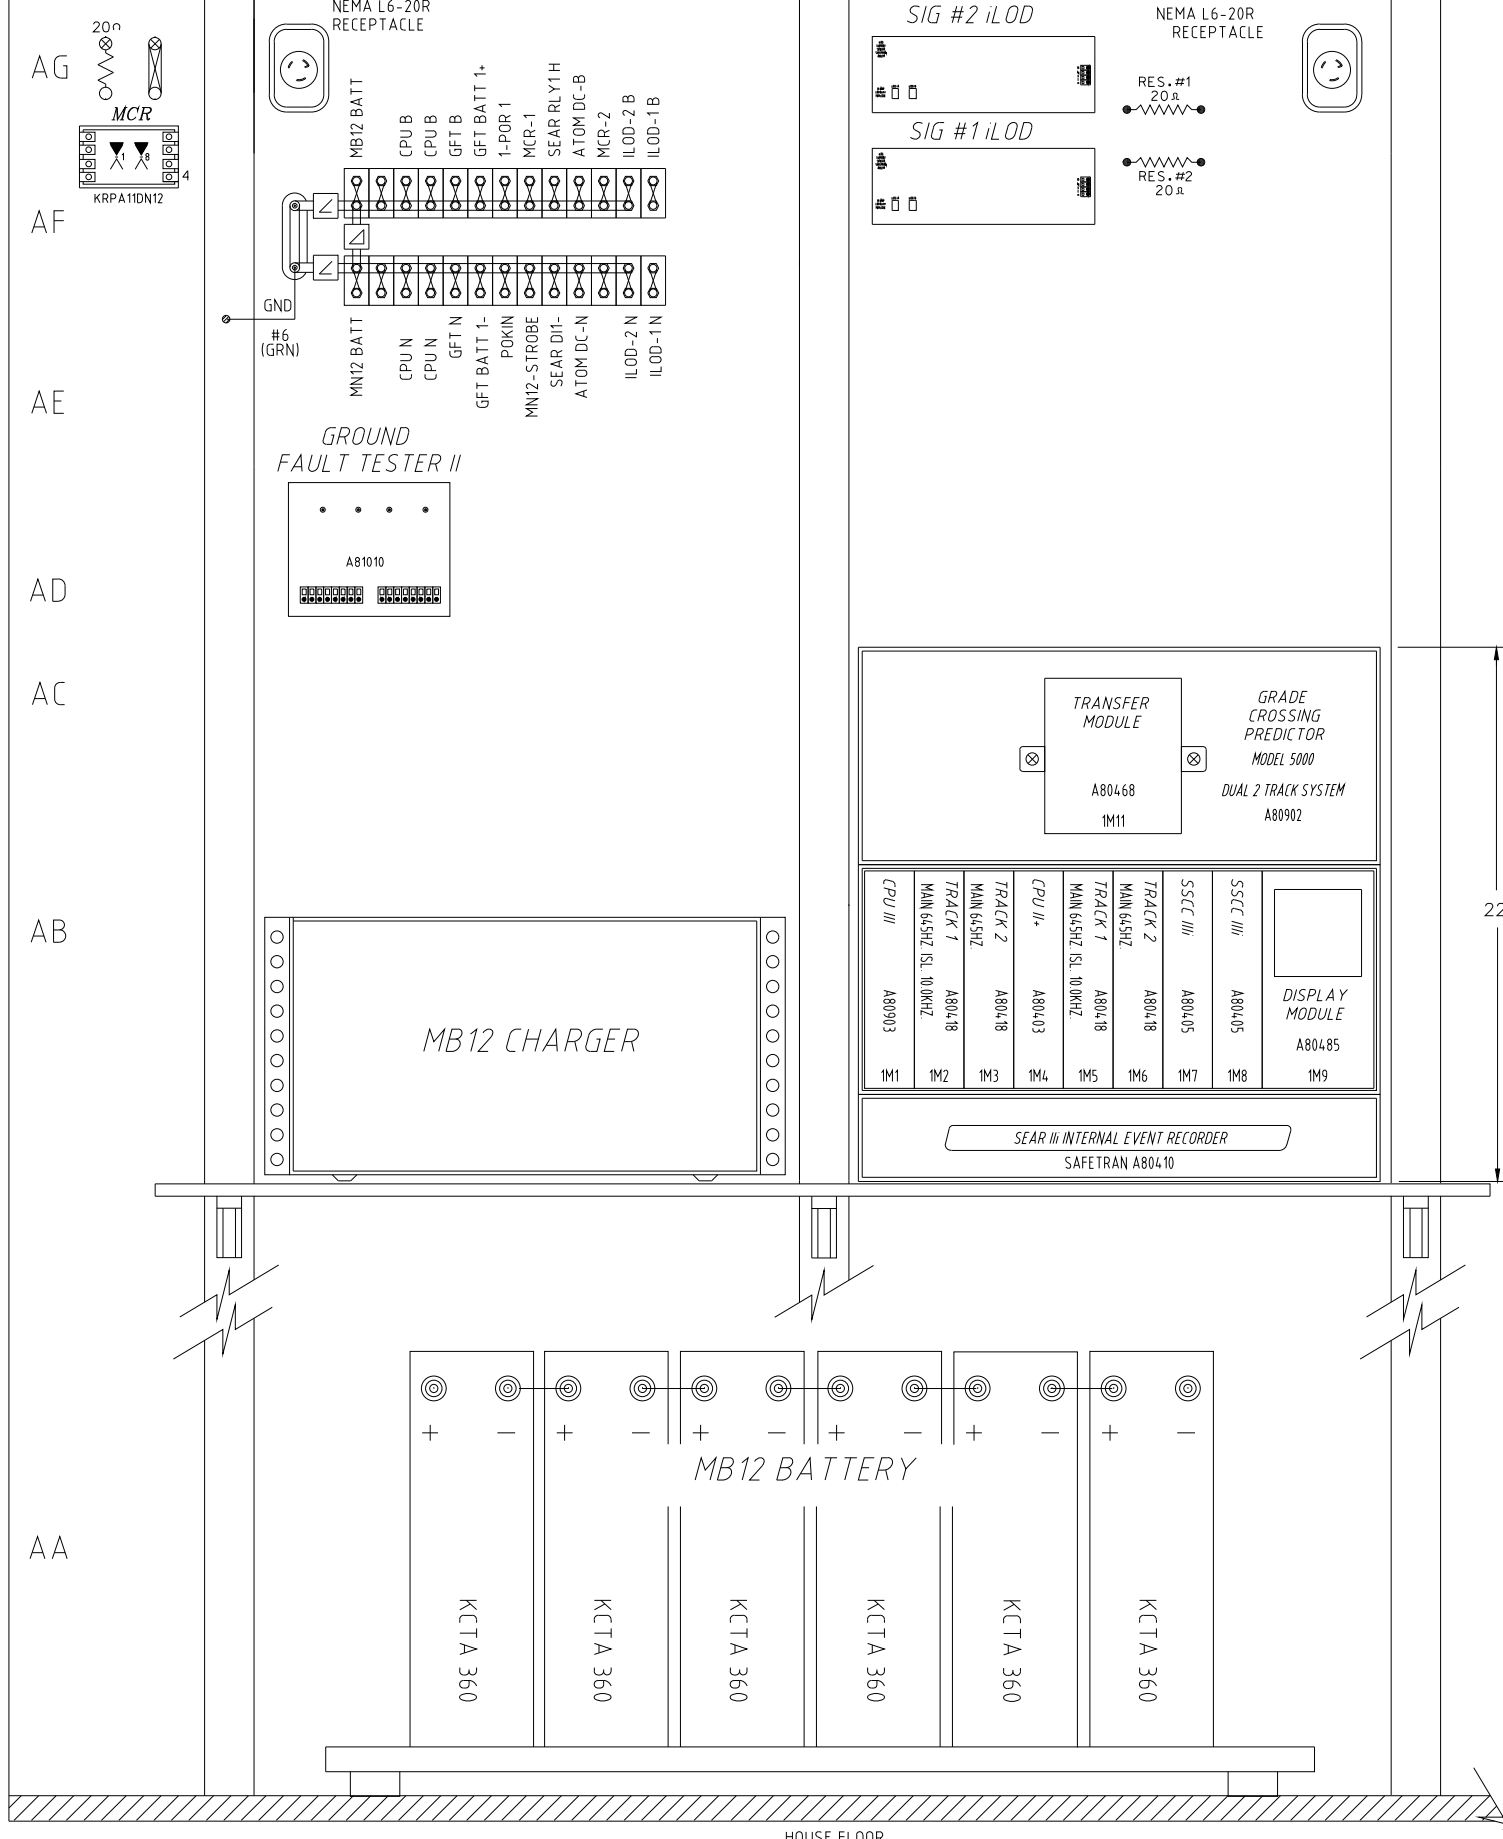 NEMA L6-20R
RECEPTACLE
SIG #2 iLOD
NEMA L6-20R
RECEPTACLE
AG
20Ω
MCR
1
8
4
KRPA11DN12
RES.#1
20Ω
SIG #1 iLOD
RES.#2
20Ω
MB12 BATT
CPU B
CPU B
GFT B
GFT BATT 1+
1-POR 1
MCR-1
SEAR RLY1 H
ATOM DC-B
MCR-2
ILOD-2 B
ILOD-1 B
AF
GND
#6
(GRN)
MN12 BATT
CPU N
CPU N
GFT N
GFT BATT 1-
POKIN
MN12-STROBE
SEAR DI1-
ATOM DC-N
ILOD-2 N
ILOD-1 N
AE
GROUND
FAULT TESTER II
A81010
AD
AC
TRANSFER
MODULE
A80468
1M11
GRADE
CROSSING
PREDICTOR
MODEL 5000
DUAL 2 TRACK SYSTEM
A80902
AB
MB12 CHARGER
CPU III
A80903
1M1
TRACK 1
MAIN 645HZ. ISL. 10.0KHZ.
A80418
1M2
TRACK 2
MAIN 645HZ.
A80418
1M3
CPU II+
A80403
1M4
TRACK 1
MAIN 645HZ. ISL. 10.0KHZ.
A80418
1M5
TRACK 2
MAIN 645HZ.
A80418
1M6
SSCC IIIi
A80405
1M7
SSCC IIIi
A80405
1M8
DISPLAY
MODULE
A80485
1M9
22
SEAR IIi INTERNAL EVENT RECORDER
SAFETRAN A80410
+ − + − + − + − + − + −
MB12 BATTERY
AA
KCTA 360
KCTA 360
KCTA 360
KCTA 360
KCTA 360
KCTA 360
HOUSE FLOOR